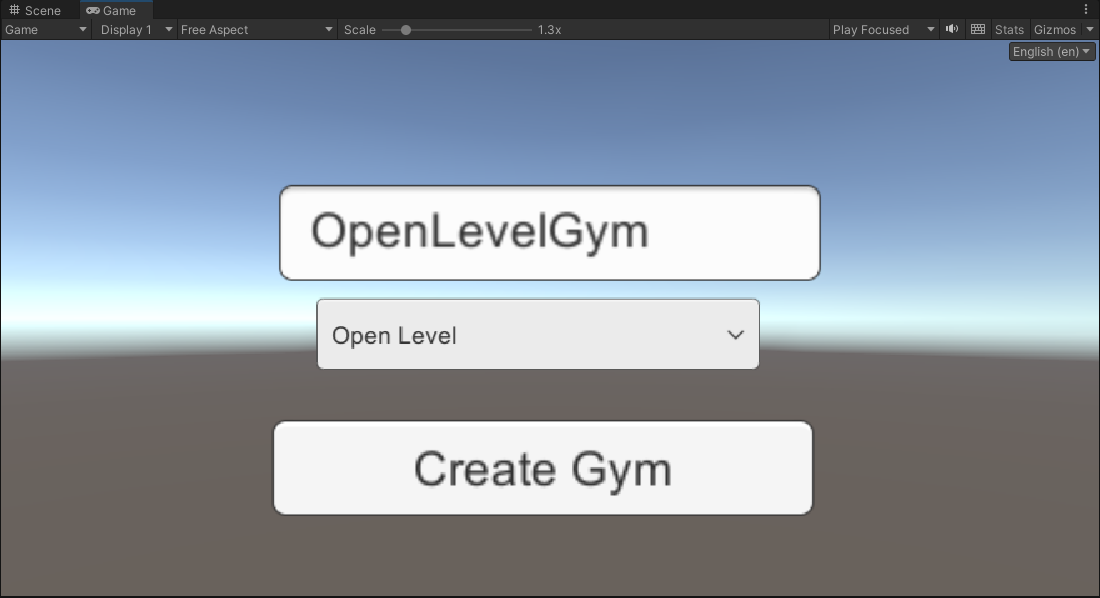 Scene Game
Game Display 1 Free Aspect Scale 1.3x Play Focused Stats Gizmos
English (en)
OpenLevelGym
Open Level
Create Gym